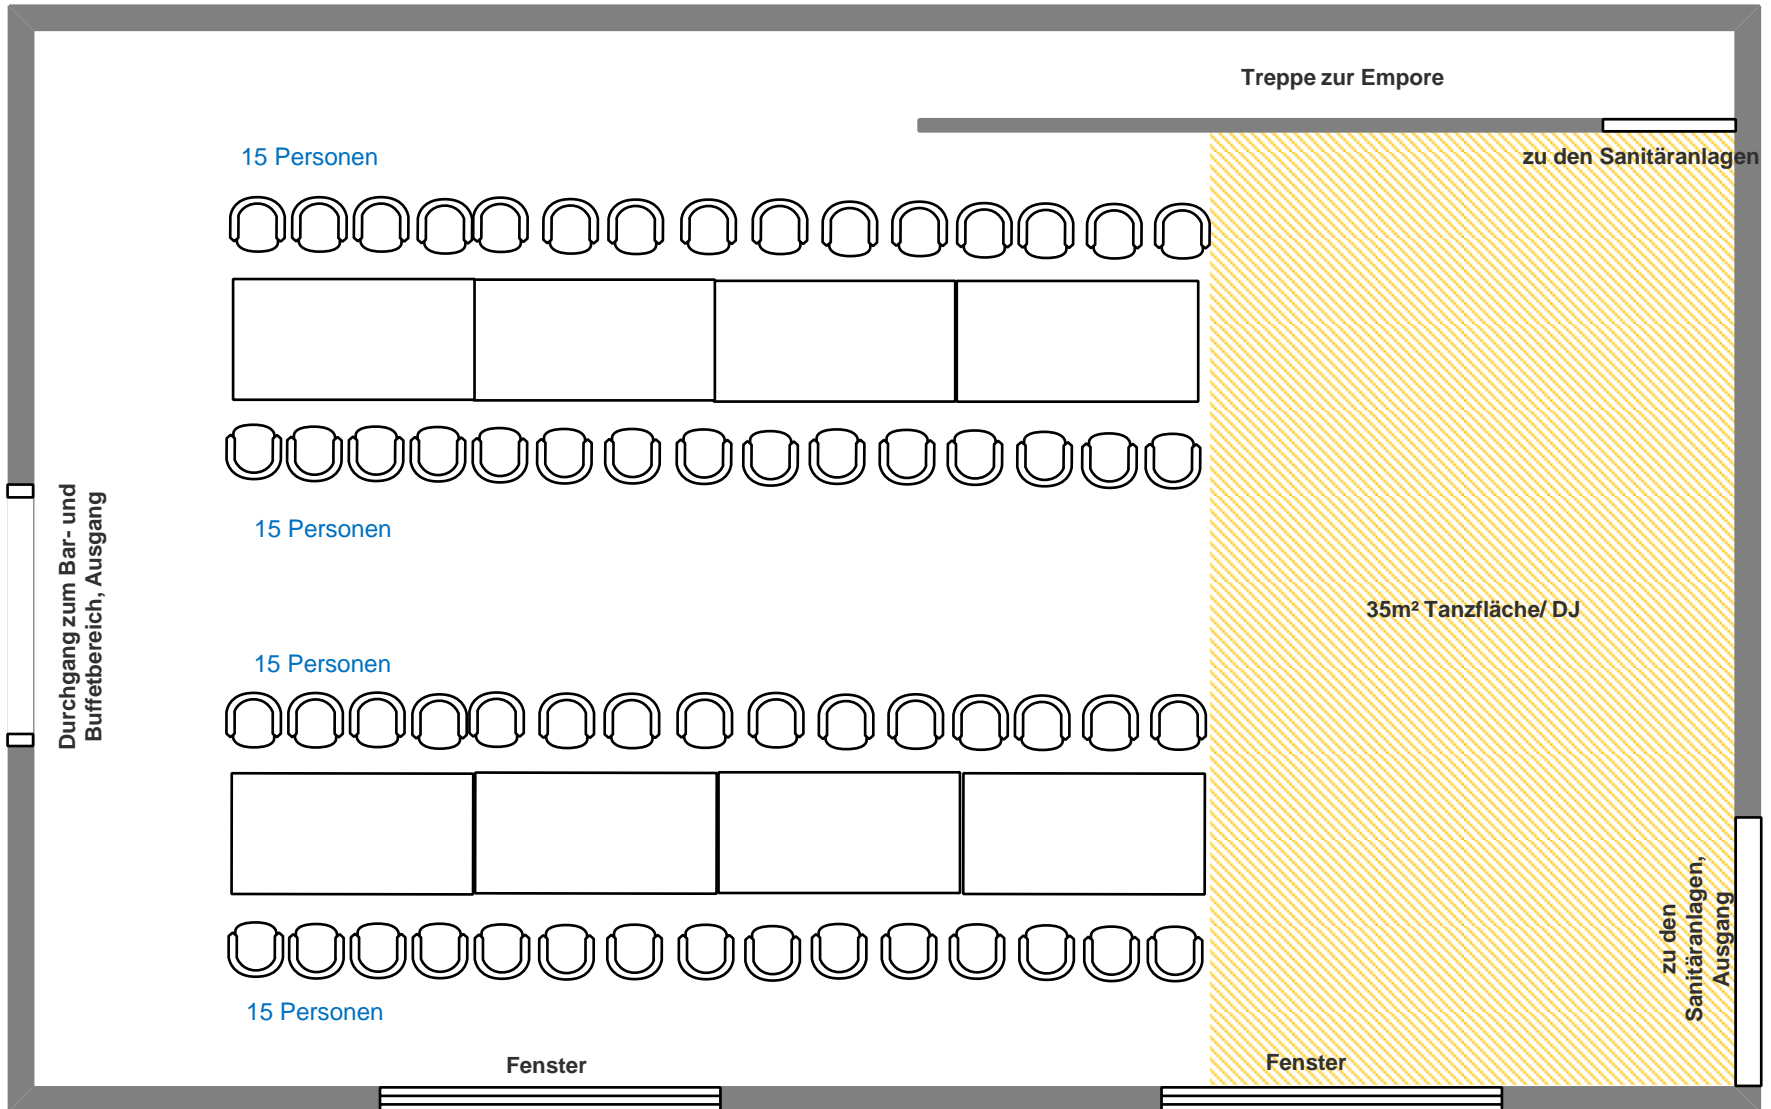 Treppe zur Empore
zu den Sanitäranlagen
15 Personen
15 Personen
Durchgang zum Bar- und
Buffetbereich, Ausgang
35m² Tanzfläche/ DJ
15 Personen
zu den
Sanitäranlagen,
Ausgang
15 Personen
Fenster
Fenster